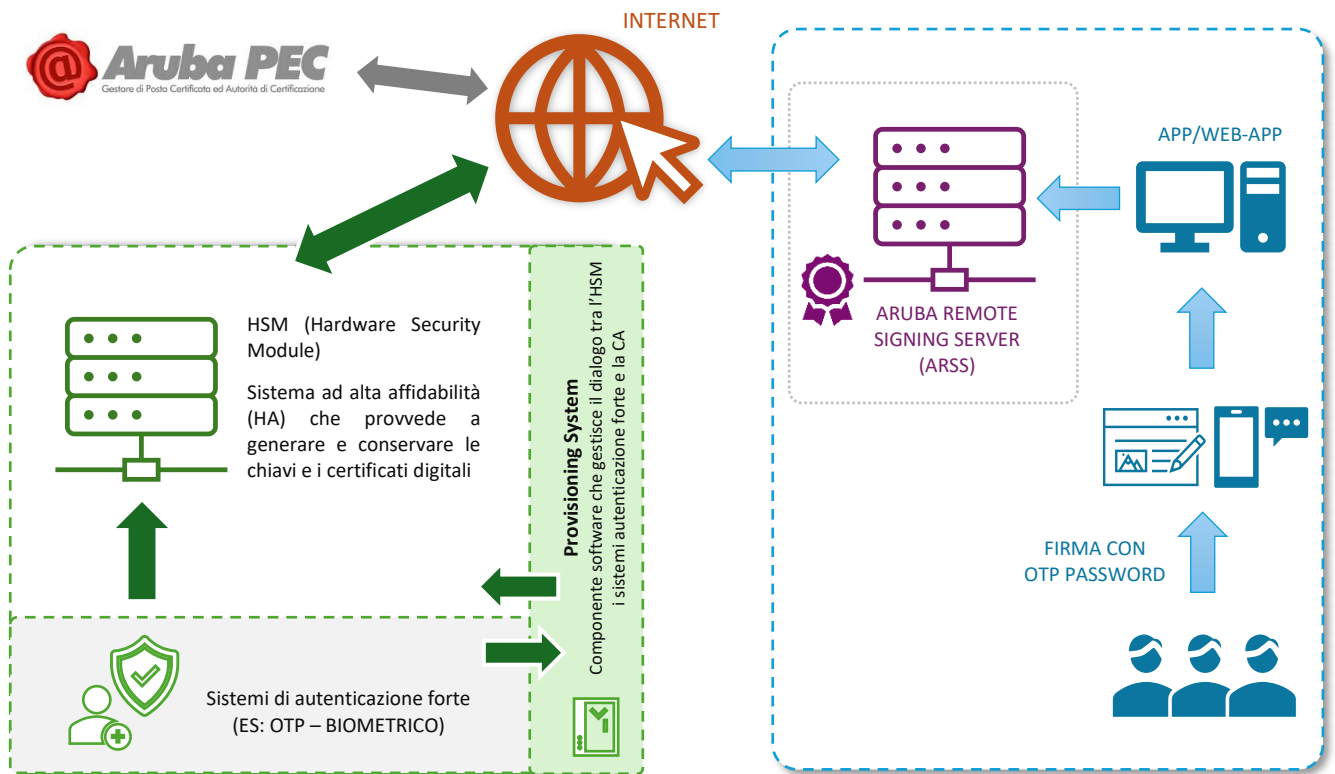 INTERNET
Aruba PEC
Gestore di Posta Certificata ed Autorità di Certificazione
APP/WEB-APP
ARUBA REMOTE
SIGNING SERVER
(ARSS)
FIRMA CON
OTP PASSWORD
HSM (Hardware Security
Module)
Sistema ad alta affidabilità
(HA) che provvede a
generare e conservare le
chiavi e i certificati digitali
Provisioning System
Componente software che gestisce il dialogo tra l'HSM
i sistemi autenticazione forte e la CA
Sistemi di autenticazione forte
(ES: OTP – BIOMETRICO)